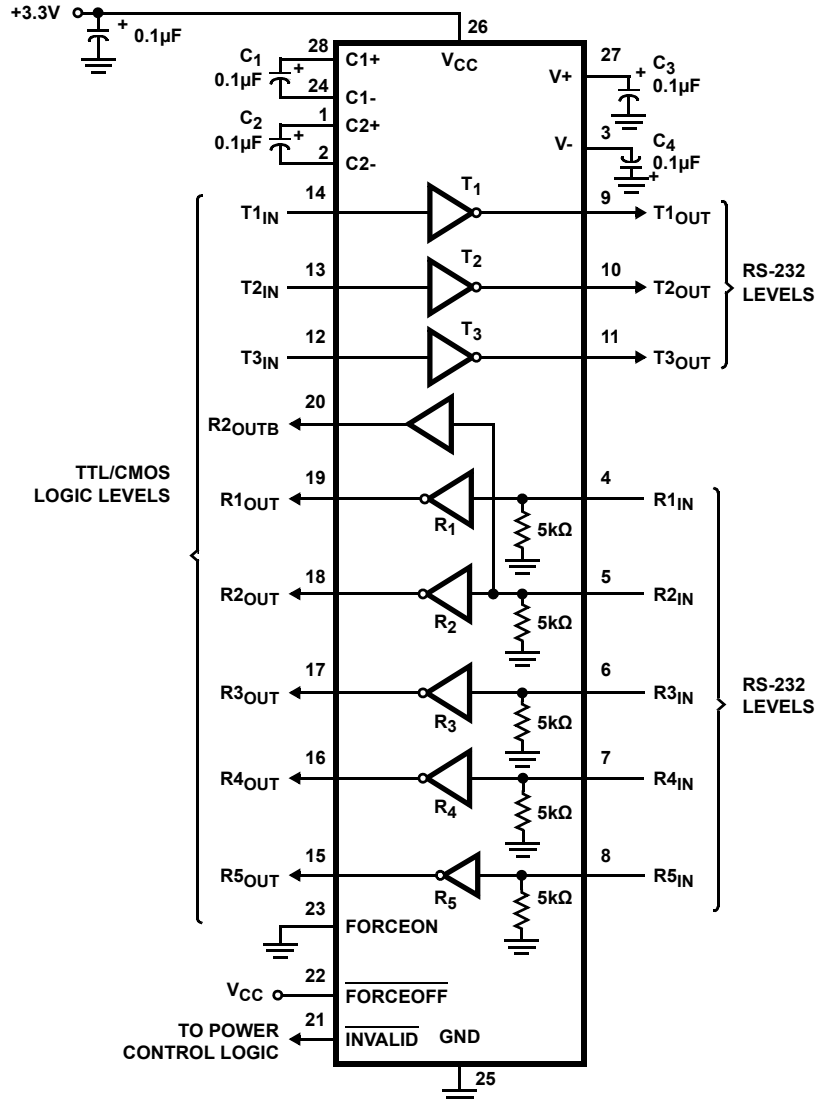 +3.3V
+ 0.1µF
26
VCC
C1
0.1µF
+
28
C1+
24
C1-
C2
0.1µF
+
1
C2+
2
C2-
27
V+
+ C3
0.1µF
3
V-
C4
0.1µF
+
T1IN
14
T1
9
T1OUT
T2IN
13
T2
10
T2OUT
T3IN
12
T3
11
T3OUT
RS-232
LEVELS
R2OUTB
20
TTL/CMOS
LOGIC LEVELS
R1OUT
19
R1
5kΩ
4
R1IN
R2OUT
18
R2
5kΩ
5
R2IN
R3OUT
17
R3
5kΩ
6
R3IN
RS-232
LEVELS
R4OUT
16
R4
5kΩ
7
R4IN
R5OUT
15
R5
5kΩ
8
R5IN
23
FORCEON
VCC
22
FORCEOFF
TO POWER
CONTROL LOGIC
21
INVALID
GND
25